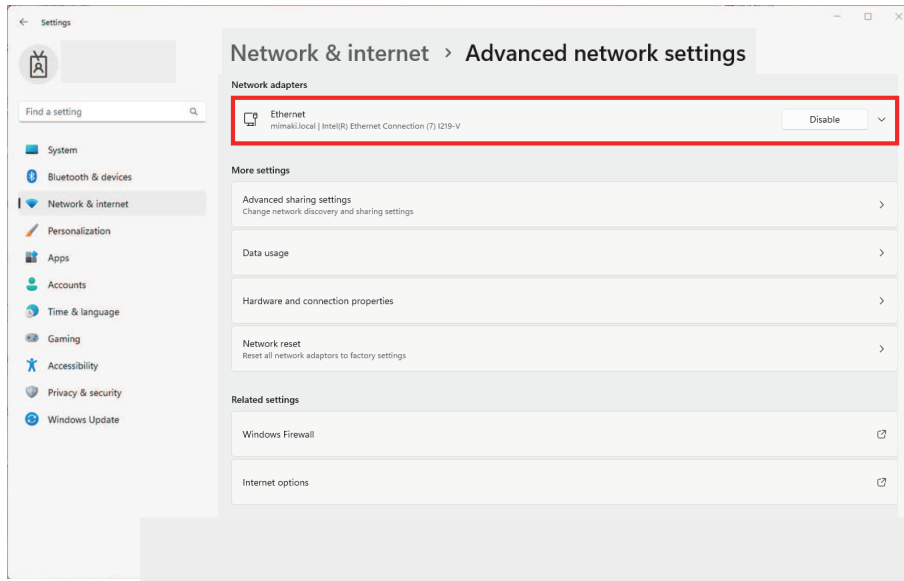 Settings
Network & internet > Advanced network settings
Find a setting
System
Bluetooth & devices
Network & internet
Personalization
Apps
Accounts
Time & language
Gaming
Accessibility
Privacy & security
Windows Update
Network adapters
Ethernet
mimaki.local | Intel(R) Ethernet Connection (7) I219-V
Disable
More settings
Advanced sharing settings
Change network discovery and sharing settings
Data usage
Hardware and connection properties
Network reset
Reset all network adaptors to factory settings
Related settings
Windows Firewall
Internet options